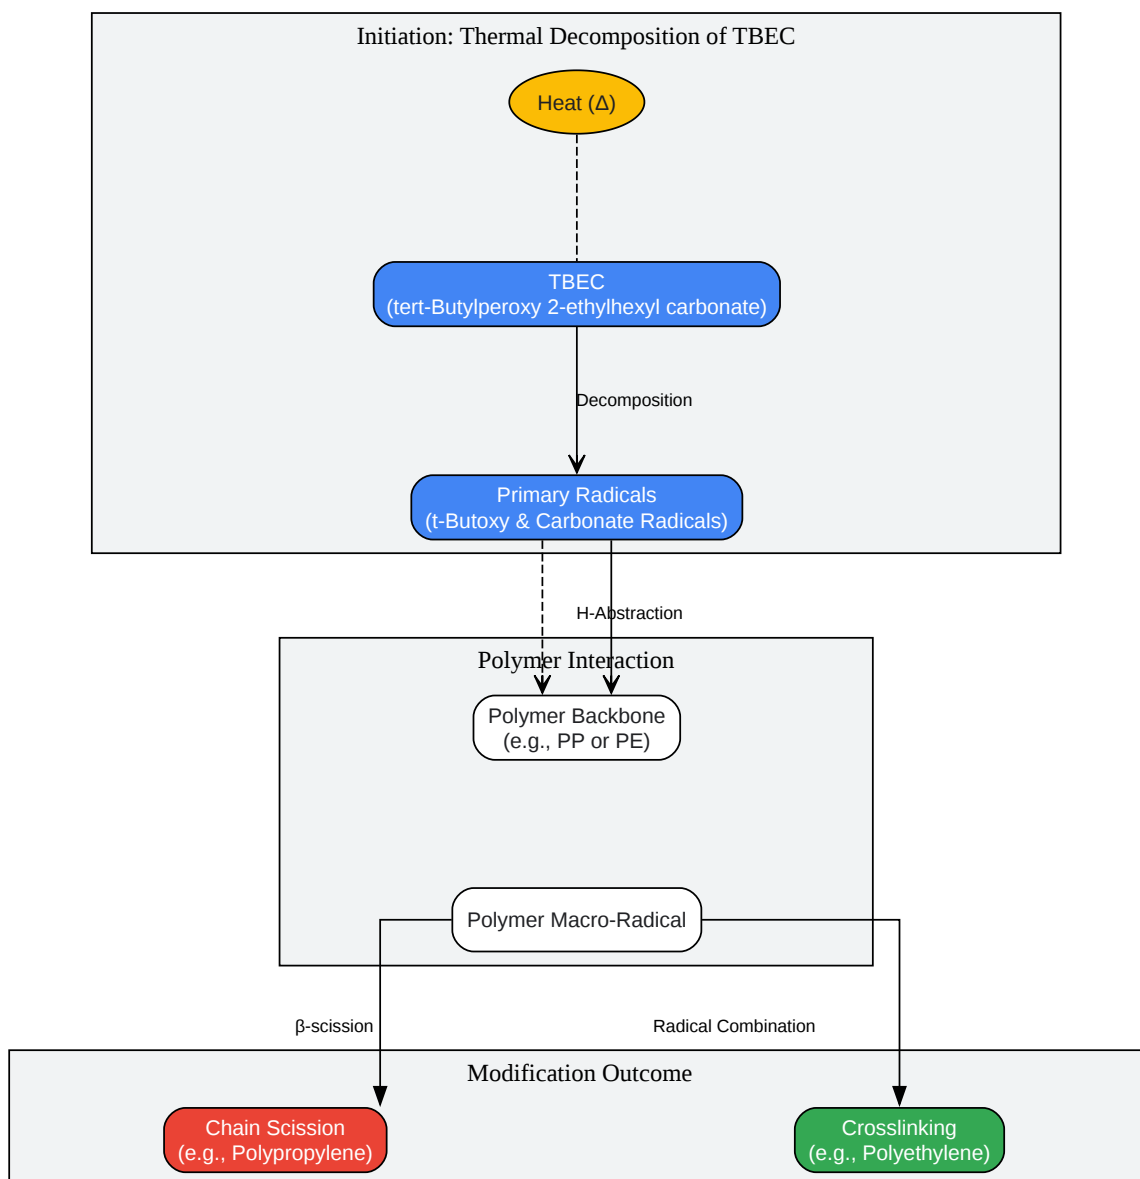 Initiation: Thermal Decomposition of TBEC
Heat (Δ)
TBEC
(tert-Butylperoxy 2-ethylhexyl carbonate)
Decomposition
Primary Radicals
(t-Butoxy & Carbonate Radicals)
H-Abstraction
Polymer Interaction
Polymer Backbone
(e.g., PP or PE)
Polymer Macro-Radical
β-scission
Radical Combination
Modification Outcome
Chain Scission
(e.g., Polypropylene)
Crosslinking
(e.g., Polyethylene)